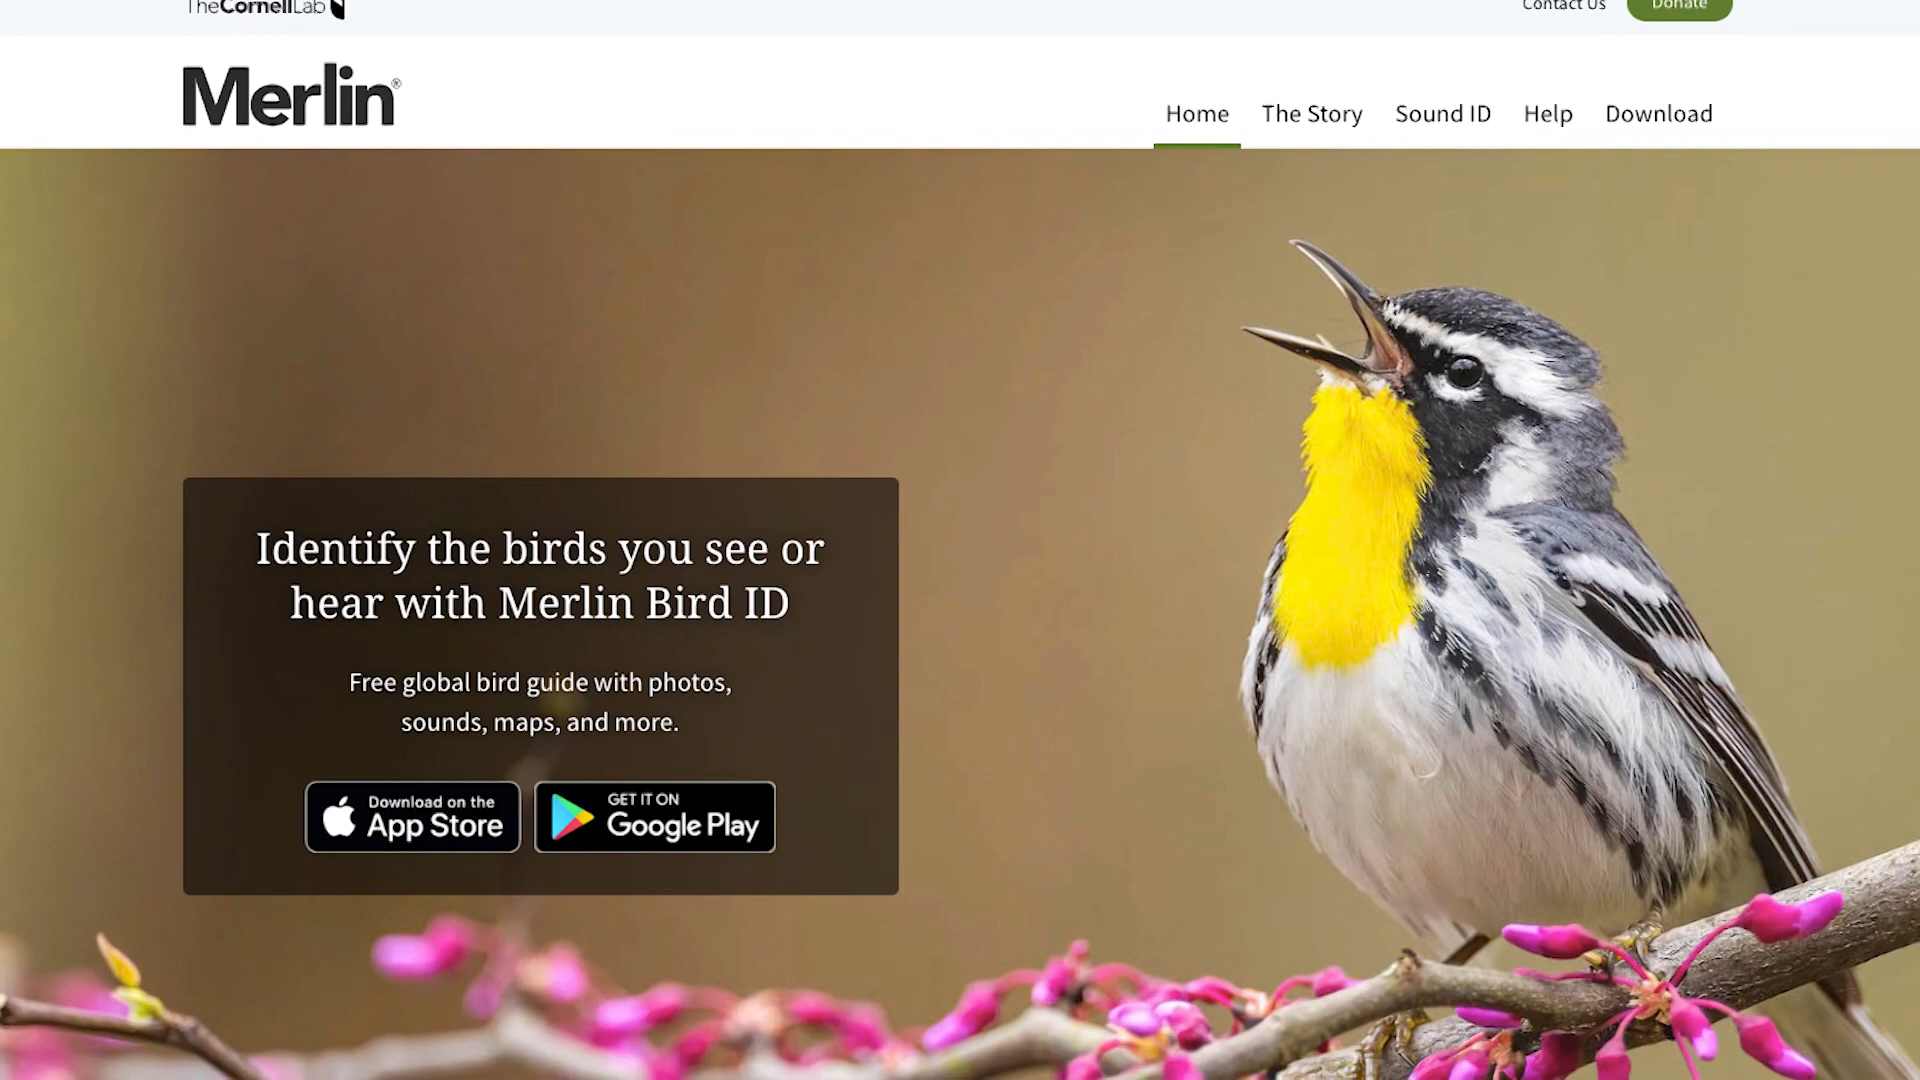 TheCornellLab
Contact Us
Donate
Merlin®
Home
The Story
Sound ID
Help
Download
Identify the birds you see or
hear with Merlin Bird ID
Free global bird guide with photos,
sounds, maps, and more.
Download on the
App Store
GET IT ON
Google Play